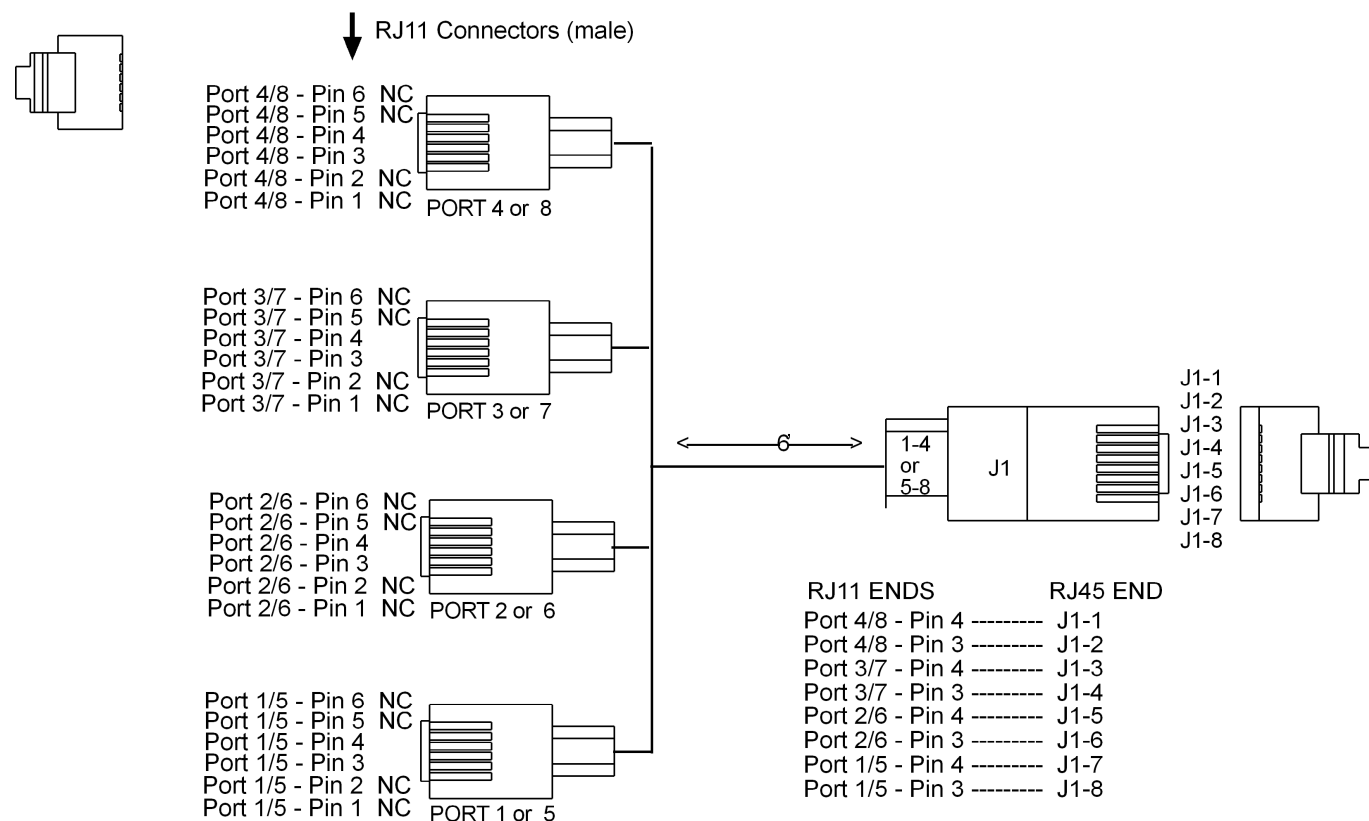 RJ11 Connectors (male)
Port 4/8 - Pin 6 NC
Port 4/8 - Pin 5 NC
Port 4/8 - Pin 4
Port 4/8 - Pin 3
Port 4/8 - Pin 2 NC
Port 4/8 - Pin 1 NC
PORT 4 or 8
Port 3/7 - Pin 6 NC
Port 3/7 - Pin 5 NC
Port 3/7 - Pin 4
Port 3/7 - Pin 3
Port 3/7 - Pin 2 NC
Port 3/7 - Pin 1 NC
PORT 3 or 7
Port 2/6 - Pin 6 NC
Port 2/6 - Pin 5 NC
Port 2/6 - Pin 4
Port 2/6 - Pin 3
Port 2/6 - Pin 2 NC
Port 2/6 - Pin 1 NC
PORT 2 or 6
Port 1/5 - Pin 6 NC
Port 1/5 - Pin 5 NC
Port 1/5 - Pin 4
Port 1/5 - Pin 3
Port 1/5 - Pin 2 NC
Port 1/5 - Pin 1 NC
PORT 1 or 5
6'
1-4
or
5-8
J1
J1-1
J1-2
J1-3
J1-4
J1-5
J1-6
J1-7
J1-8
RJ11 ENDS RJ45 END
Port 4/8 - Pin 4 --------- J1-1
Port 4/8 - Pin 3 --------- J1-2
Port 3/7 - Pin 4 --------- J1-3
Port 3/7 - Pin 3 --------- J1-4
Port 2/6 - Pin 4 --------- J1-5
Port 2/6 - Pin 3 --------- J1-6
Port 1/5 - Pin 4 --------- J1-7
Port 1/5 - Pin 3 --------- J1-8